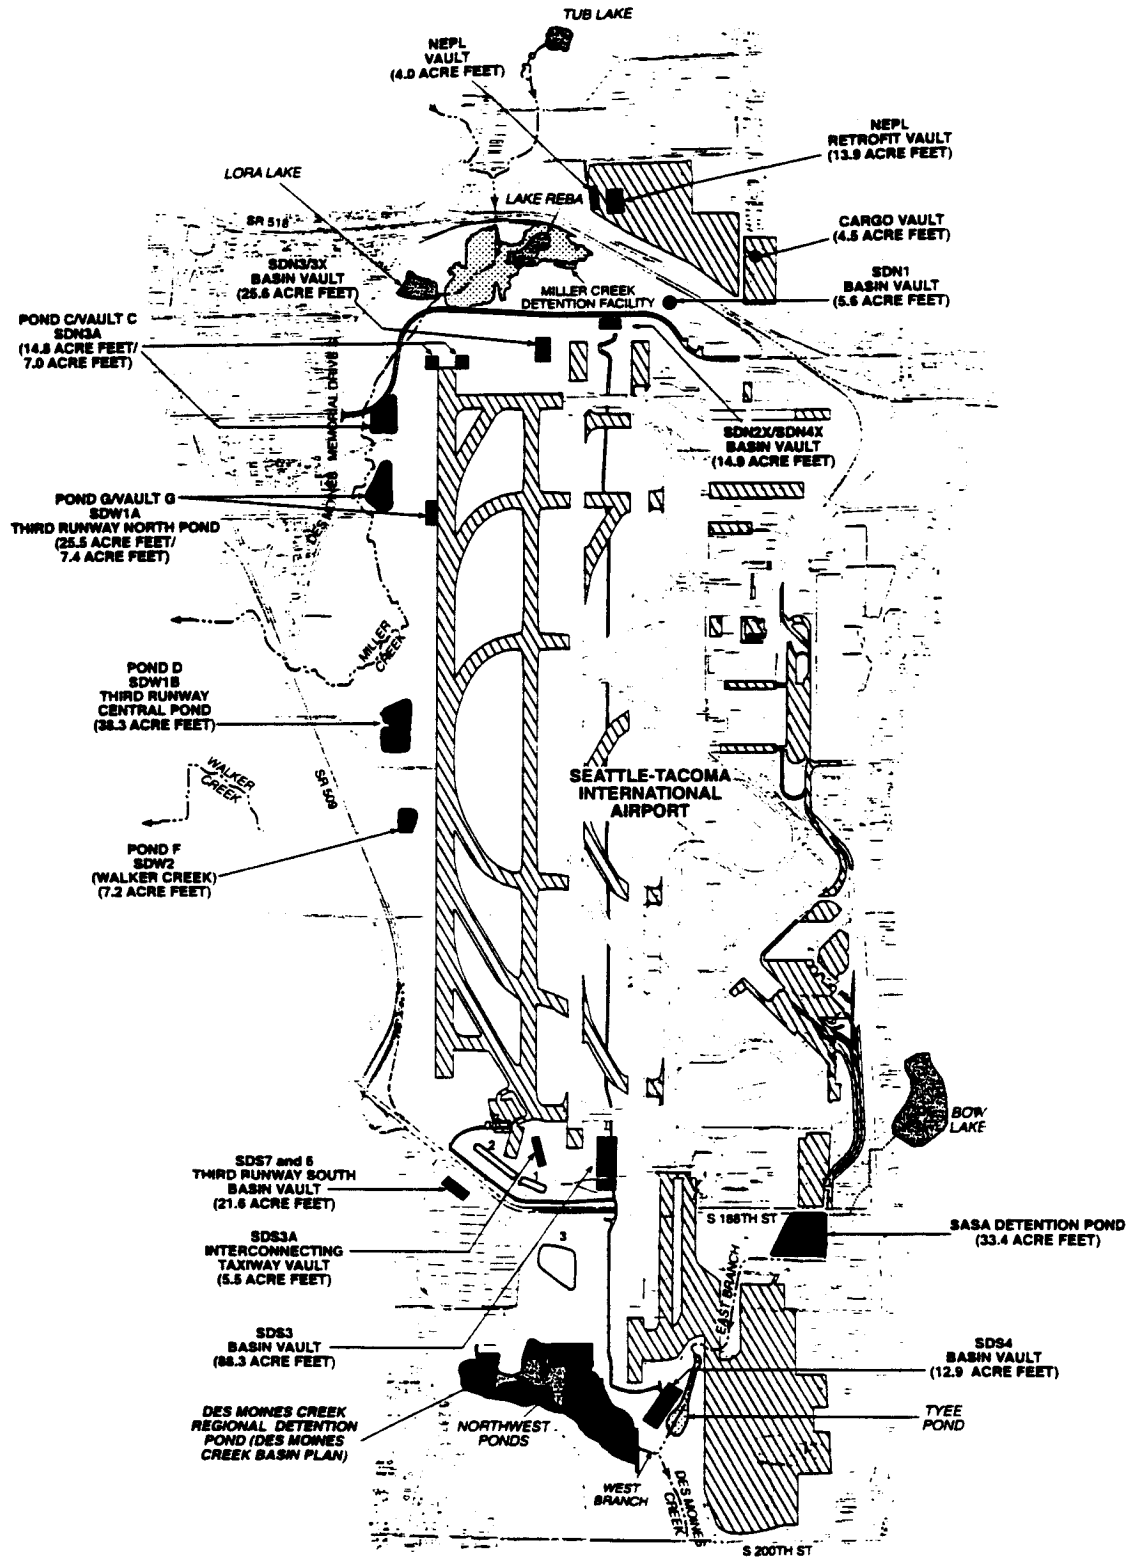 TUB LAKE
NEPL
VAULT
(4.0 ACRE FEET)
NEPL
RETROFIT VAULT
(13.9 ACRE FEET)
LORA LAKE
LAKE REBA
SR 518
CARGO VAULT
(4.5 ACRE FEET)
SDN3/3X
BASIN VAULT
(25.6 ACRE FEET)
SDN1
BASIN VAULT
(5.6 ACRE FEET)
MILLER CREEK
DETENTION FACILITY
POND C/VAULT C
SDN3A
(14.8 ACRE FEET/
7.0 ACRE FEET)
DES MOINES MEMORIAL DRIVE S.
SDN2X/SDN4X
BASIN VAULT
(14.9 ACRE FEET)
POND G/VAULT G
SDW1A
THIRD RUNWAY NORTH POND
(25.5 ACRE FEET/
7.4 ACRE FEET)
MILLER
CREEK
POND D
SDW1B
THIRD RUNWAY
CENTRAL POND
(38.3 ACRE FEET)
WALKER
CREEK
SR 509
SEATTLE-TACOMA
INTERNATIONAL
AIRPORT
POND F
SDW2
(WALKER CREEK)
(7.2 ACRE FEET)
BOW
LAKE
2
1
SDS7 and 6
THIRD RUNWAY SOUTH
BASIN VAULT
(21.6 ACRE FEET)
S 188TH ST
SASA DETENTION POND
(33.4 ACRE FEET)
SDS3A
INTERCONNECTING
TAXIWAY VAULT
(5.5 ACRE FEET)
3
EAST BRANCH
SDS3
BASIN VAULT
(88.3 ACRE FEET)
SDS4
BASIN VAULT
(12.9 ACRE FEET)
DES MOINES CREEK
REGIONAL DETENTION
POND (DES MOINES
CREEK BASIN PLAN)
NORTHWEST
PONDS
TYEE
POND
WEST
BRANCH
DES MOINES
CREEK
S 200TH ST